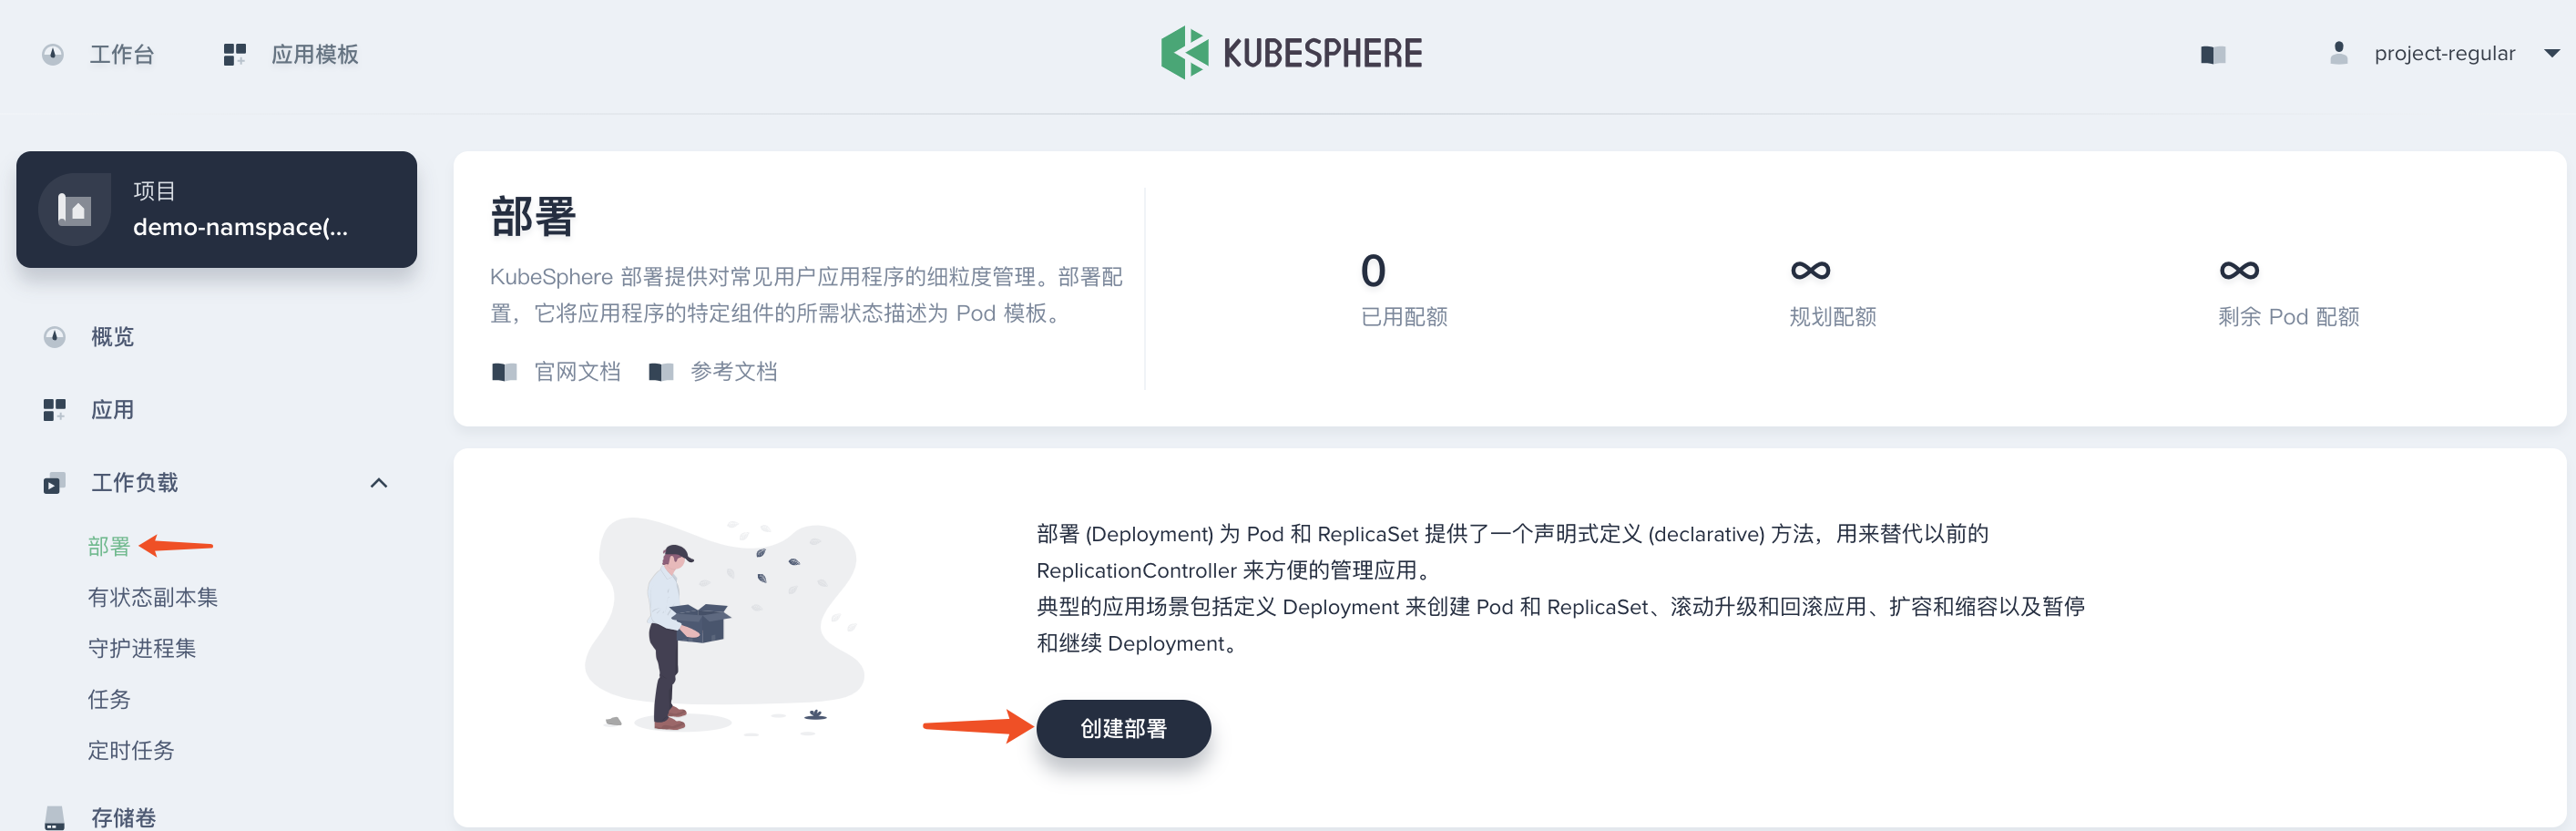 工作台
应用模板
KUBESPHERE
project-regular
项目
demo-namspace(...
概览
应用
工作负载
部署
有状态副本集
守护进程集
任务
定时任务
存储卷
部署
KubeSphere 部署提供对常见用户应用程序的细粒度管理。部署配
置，它将应用程序的特定组件的所需状态描述为 Pod 模板。
官网文档
参考文档
0
已用配额
∞
规划配额
∞
剩余 Pod 配额
部署 (Deployment) 为 Pod 和 ReplicaSet 提供了一个声明式定义 (declarative) 方法，用来替代以前的
ReplicationController 来方便的管理应用。
典型的应用场景包括定义 Deployment 来创建 Pod 和 ReplicaSet、滚动升级和回滚应用、扩容和缩容以及暂停
和继续 Deployment。
创建部署